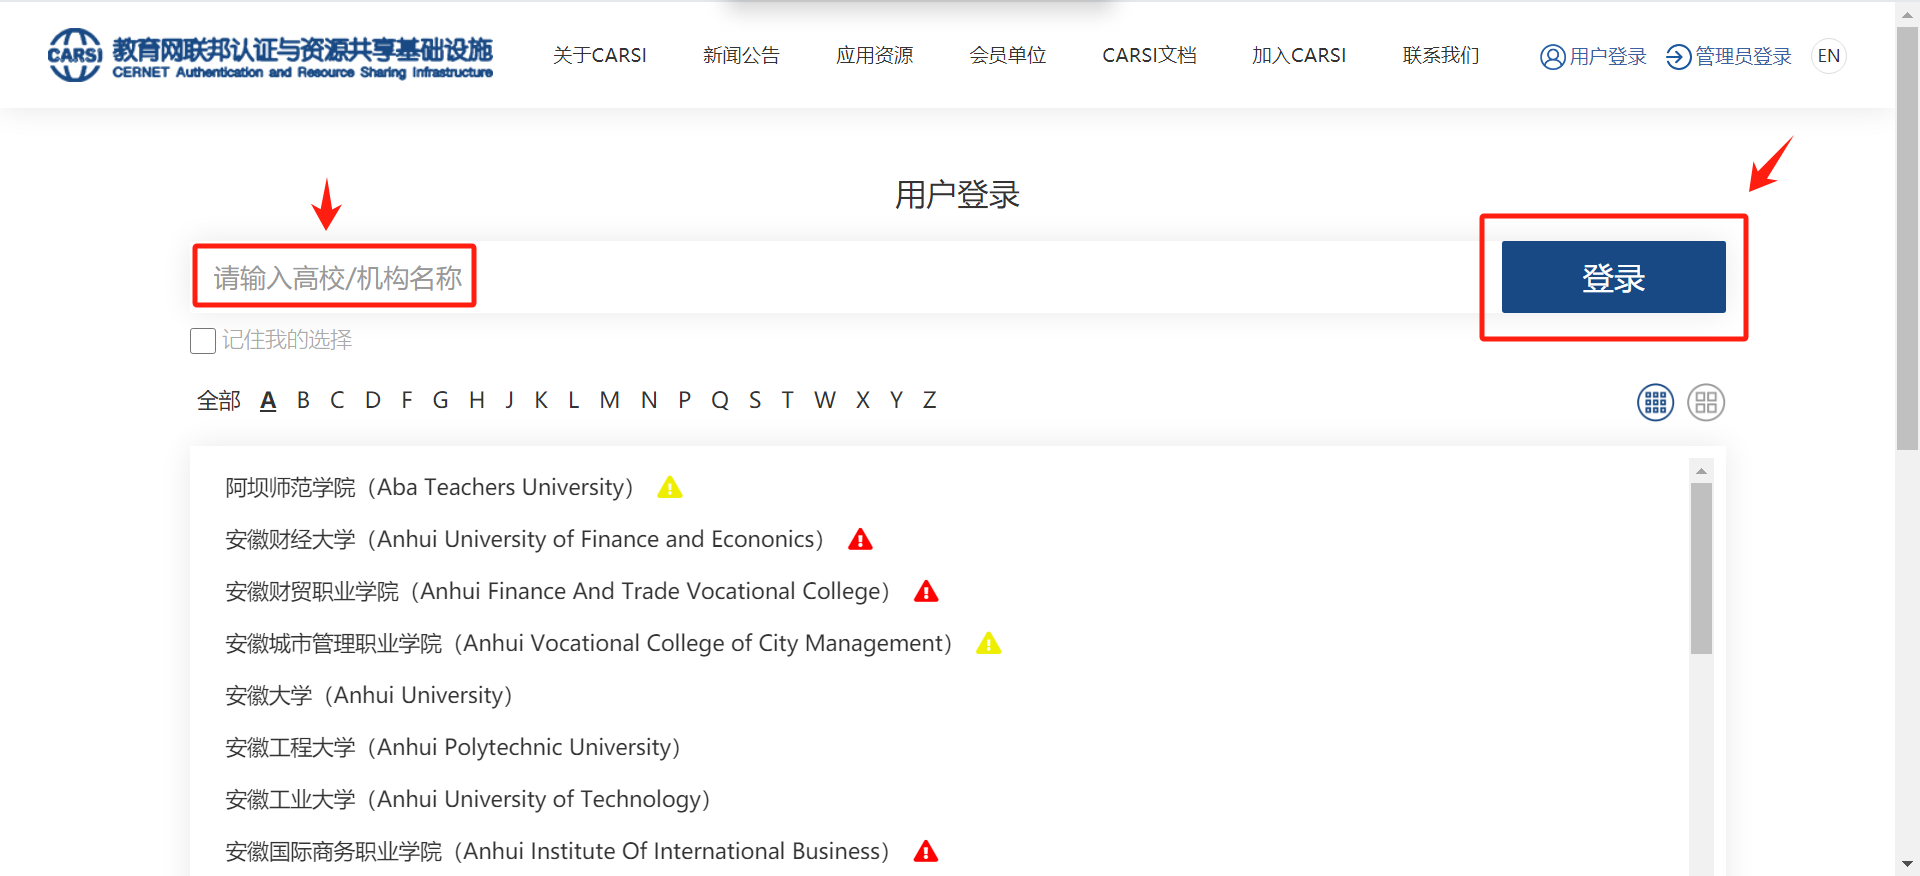 CARSI 教育网联邦认证与资源共享基础设施
CERNET Authentication and Resource Sharing Infrastructure
关于CARSI 新闻公告 应用资源 会员单位 CARSI文档 加入CARSI 联系我们 用户登录 管理员登录 EN
用户登录
请输入高校/机构名称 登录
记住我的选择
全部 A B C D F G H J K L M N P Q S T W X Y Z
阿坝师范学院（Aba Teachers University）
安徽财经大学（Anhui University of Finance and Econonics）
安徽财贸职业学院（Anhui Finance And Trade Vocational College）
安徽城市管理职业学院（Anhui Vocational College of City Management）
安徽大学（Anhui University）
安徽工程大学（Anhui Polytechnic University）
安徽工业大学（Anhui University of Technology）
安徽国际商务职业学院（Anhui Institute Of International Business）